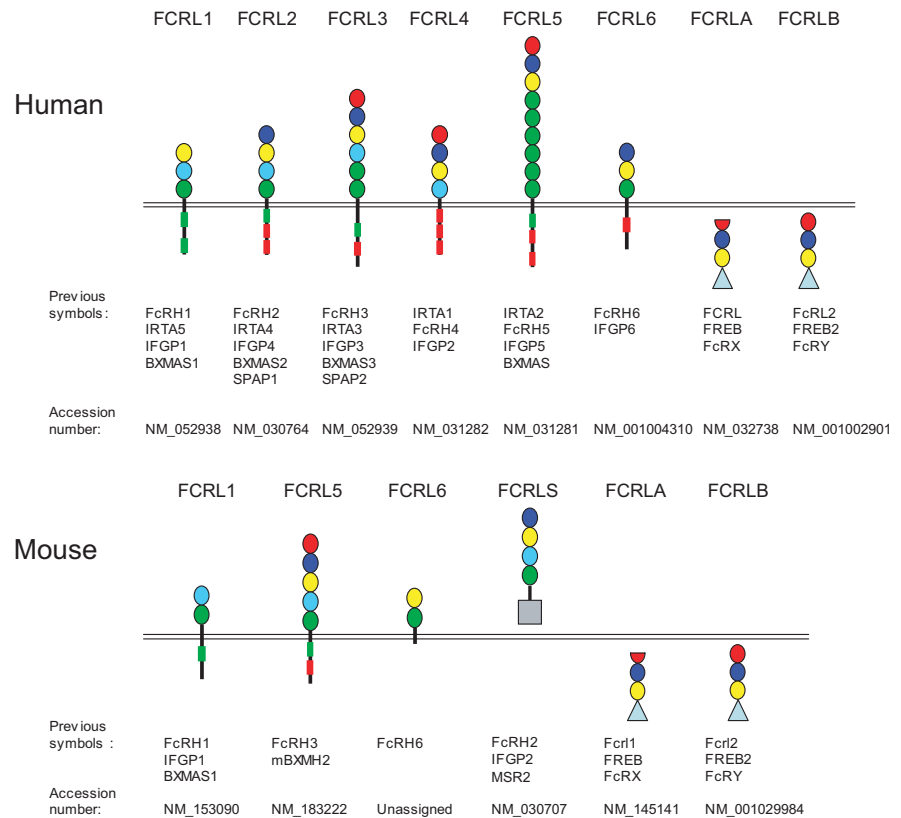 FCRL1 FCRL2 FCRL3 FCRL4 FCRL5 FCRL6 FCRLA FCRLB
Human
Previous
symbols: FcRH1 FcRH2 FcRH3 IRTA1 IRTA2 FcRH6 FCRL FcRL2
IRTA5 IRTA4 IRTA3 FcRH4 FcRH5 IFGP6 FREB FREB2
IFGP1 IFGP4 IFGP3 IFGP2 IFGP5 FcRX FcRY
BXMAS1 BXMAS2 BXMAS3 BXMAS
SPAP1 SPAP2
Accession
number: NM_052938 NM_030764 NM_052939 NM_031282 NM_031281 NM_001004310 NM_032738 NM_001002901
FCRL1 FCRL5 FCRL6 FCRLS FCRLA FCRLB
Mouse
Previous
symbols : FcRH1 FcRH3 FcRH6 FcRH2 Fcrl1 Fcrl2
IFGP1 mBXMH2 IFGP2 FREB FREB2
BXMAS1 MSR2 FcRX FcRY
Accession
number: NM_153090 NM_183222 Unassigned NM_030707 NM_145141 NM_001029984